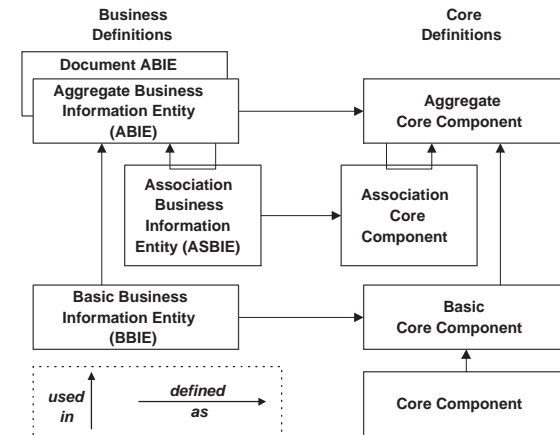 Business
Definitions
Core
Definitions
Document ABIE
Aggregate Business
Information Entity
(ABIE)
Aggregate
Core Component
Association
Business
Information
Entity (ASBIE)
Association
Core
Component
Basic Business
Information Entity
(BBIE)
Basic
Core Component
used
in
defined
as
Core Component